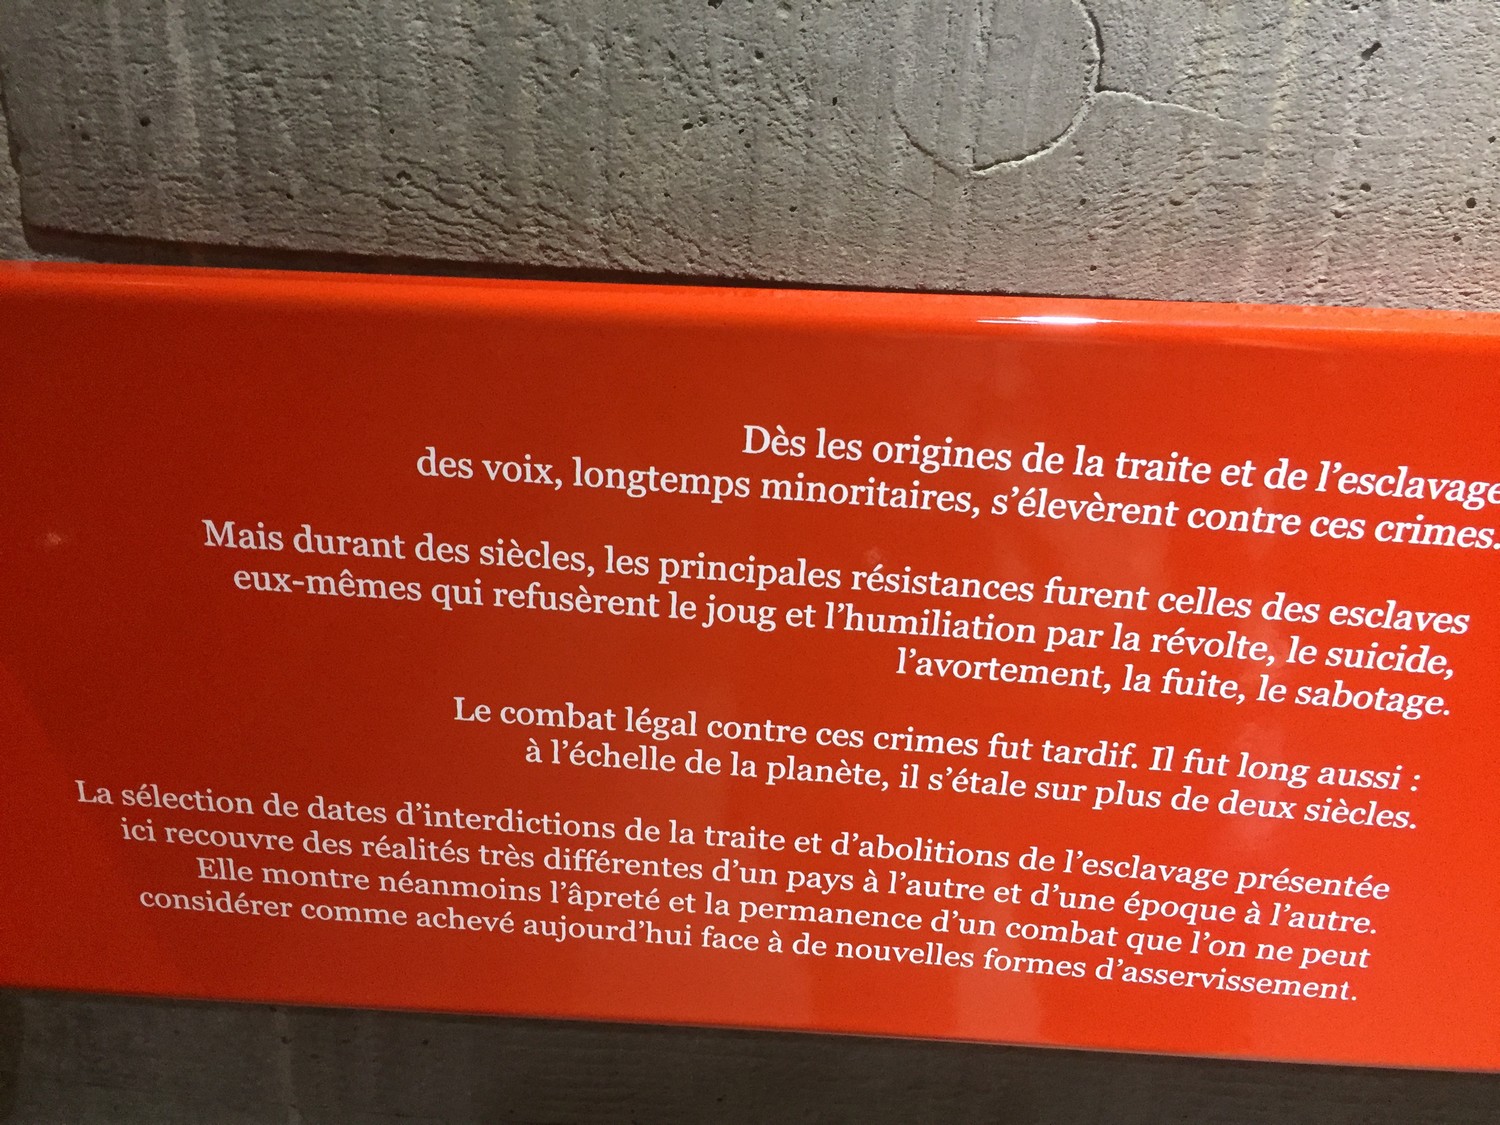 Dès les origines de la traite et de l’esclavage
des voix, longtemps minoritaires, s’élevèrent contre ces crimes.
Mais durant des siècles, les principales résistances furent celles des esclaves
eux-mêmes qui refusèrent le joug et l’humiliation par la révolte, le suicide,
l’avortement, la fuite, le sabotage.
Le combat légal contre ces crimes fut tardif. Il fut long aussi :
à l’échelle de la planète, il s’étale sur plus de deux siècles.
La sélection de dates d’interdictions de la traite et d’abolitions de l’esclavage présentée
ici recouvre des réalités très différentes d’un pays à l’autre et d’une époque à l’autre.
Elle montre néanmoins l’âpreté et la permanence d’un combat que l’on ne peut
considérer comme achevé aujourd’hui face à de nouvelles formes d’asservissement.